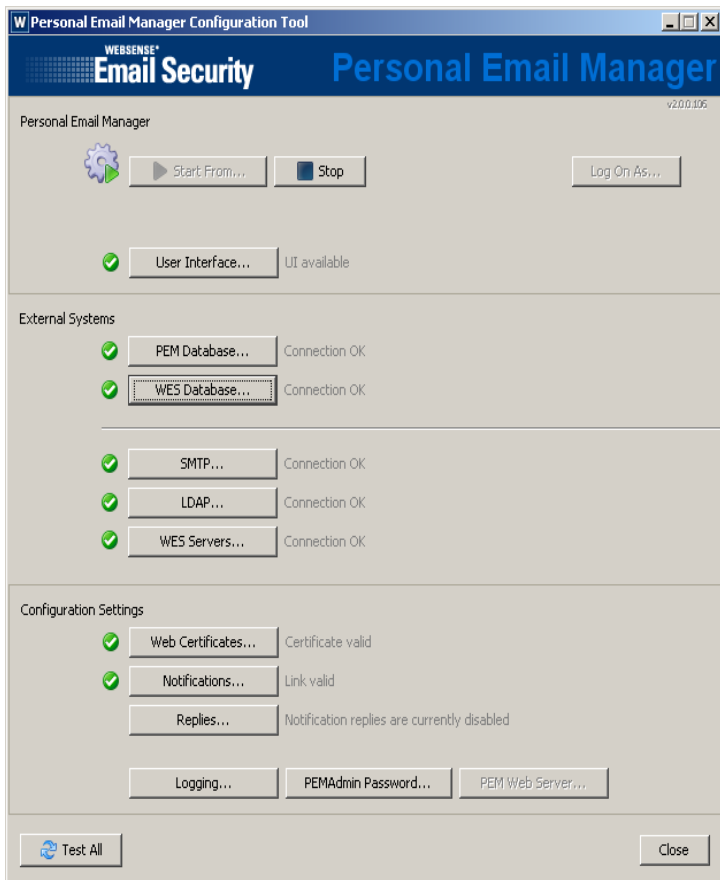 W Personal Email Manager Configuration Tool
WEBSENSE®
Email Security
Personal Email Manager
v2.0.0.106
Personal Email Manager
Start From...
Stop
Log On As...
User Interface...
UI available
External Systems
PEM Database...
Connection OK
WES Database...
Connection OK
SMTP...
Connection OK
LDAP...
Connection OK
WES Servers...
Connection OK
Configuration Settings
Web Certificates...
Certificate valid
Notifications...
Link valid
Replies...
Notification replies are currently disabled
Logging...
PEMAdmin Password...
PEM Web Server...
Test All
Close